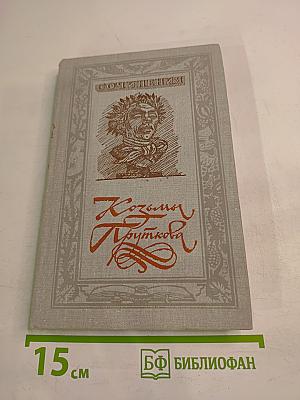 СОЧИНЕНИЯ
Козьмы
Пруткова
15 см
БФ БИБЛИОФАН